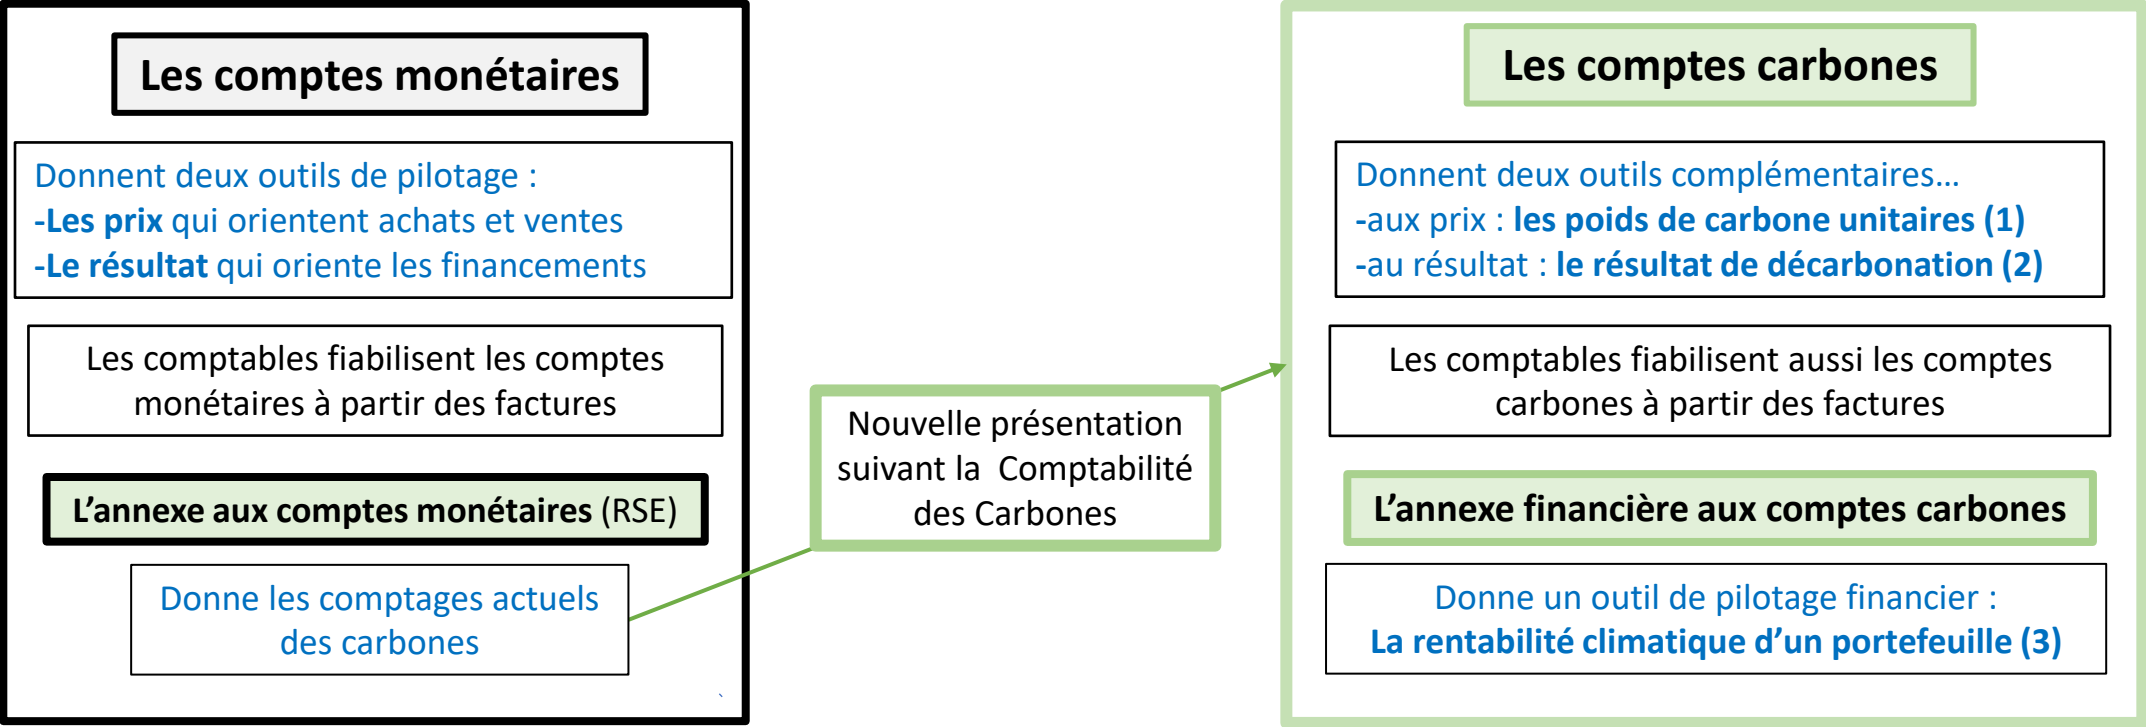 Les comptes monétaires
Donnent deux outils de pilotage :
-Les prix qui orientent achats et ventes
-Le résultat qui oriente les financements
Les comptables fiabilisent les comptes
monétaires à partir des factures
L’annexe aux comptes monétaires (RSE)
Donne les comptages actuels
des carbones
`
Nouvelle présentation
suivant la  Comptabilité
des Carbones
Les comptes carbones
Donnent deux outils complémentaires…
-aux prix : les poids de carbone unitaires (1)
-au résultat : le résultat de décarbonation (2)
Les comptables fiabilisent aussi les comptes
carbones à partir des factures
L’annexe financière aux comptes carbones
Donne un outil de pilotage financier :
La rentabilité climatique d’un portefeuille (3)